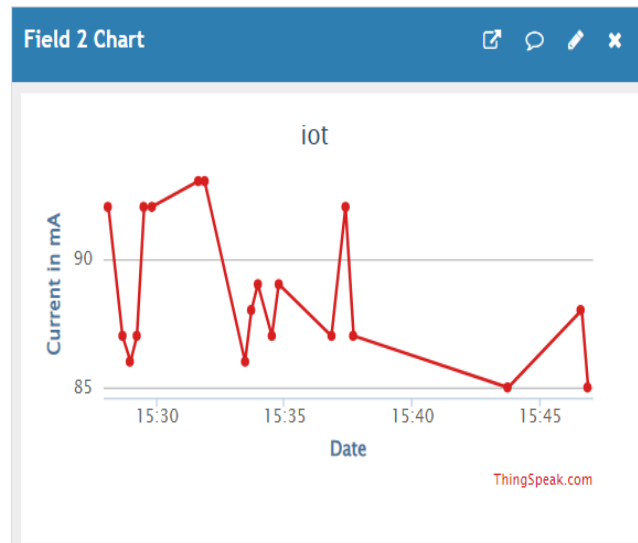 Field 2 Chart
iot
Current in mA
90
85
15:30 15:35 15:40 15:45
Date
ThingSpeak.com